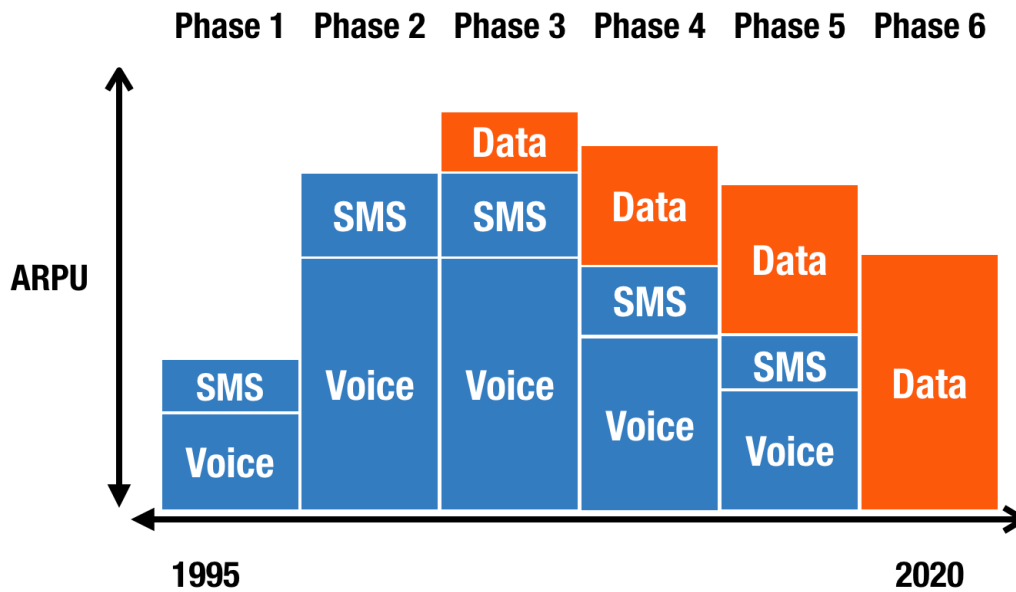 Phase 1 Phase 2 Phase 3 Phase 4 Phase 5 Phase 6
ARPU
SMS
Voice
SMS
Voice
Data
SMS
Voice
Data
SMS
Voice
Data
SMS
Voice
Data
1995
2020